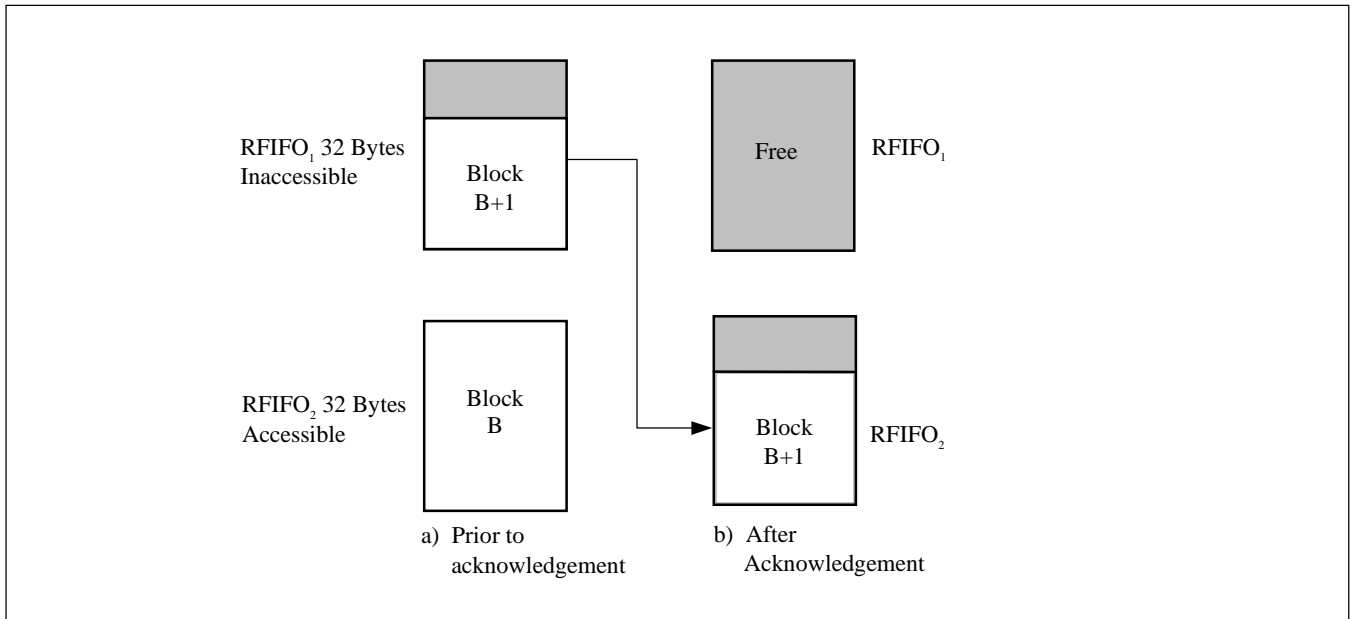 RFIFO₁ 32 Bytes
Inaccessible
Block
B+1
Free
RFIFO₁
RFIFO₂ 32 Bytes
Accessible
Block
B
Block
B+1
RFIFO₂
a) Prior to
acknowledgement
b) After
Acknowledgement